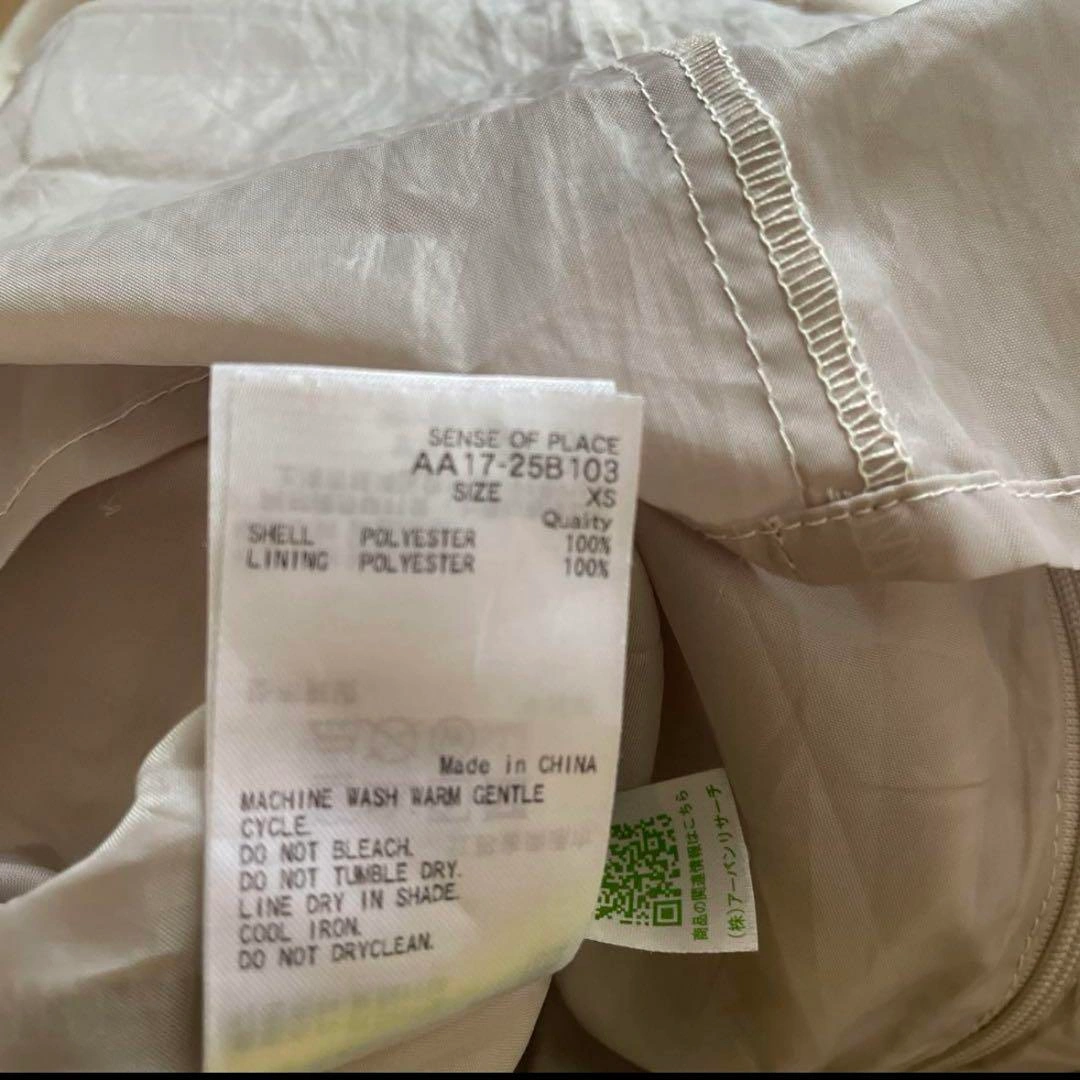 SENSE OF PLACE
AA17-25B103
SIZE XS
Quality
SHELL POLYESTER 100%
LINING POLYESTER 100%
Made in CHINA
MACHINE WASH WARM GENTLE
CYCLE.
DO NOT BLEACH.
DO NOT TUMBLE DRY.
LINE DRY IN SHADE.
COOL IRON.
DO NOT DRYCLEAN.
商品の関連情報はこちら
(株)アーバンリサーチ